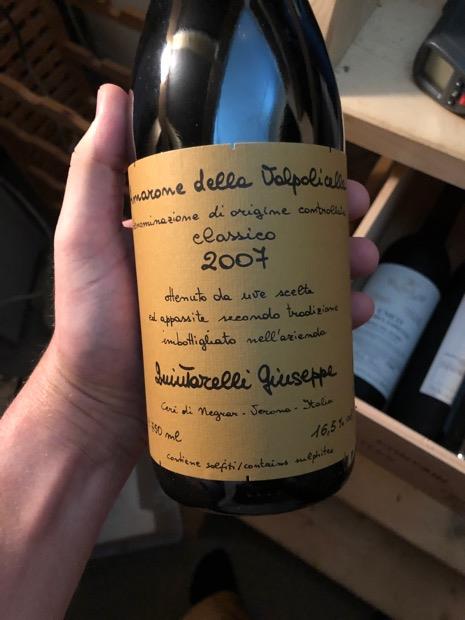 Amarone della Valpolicella
Denominazione di origine controllata
classico
2007
Ottenuto da uve scelte
ed appassite secondo tradizione
imbottigliato nell'azienda
Quintarelli Giuseppe
Cerè di Negrar - Verona - Italia
750 ml
16,5% vol
contiene solfiti/contains sulphites